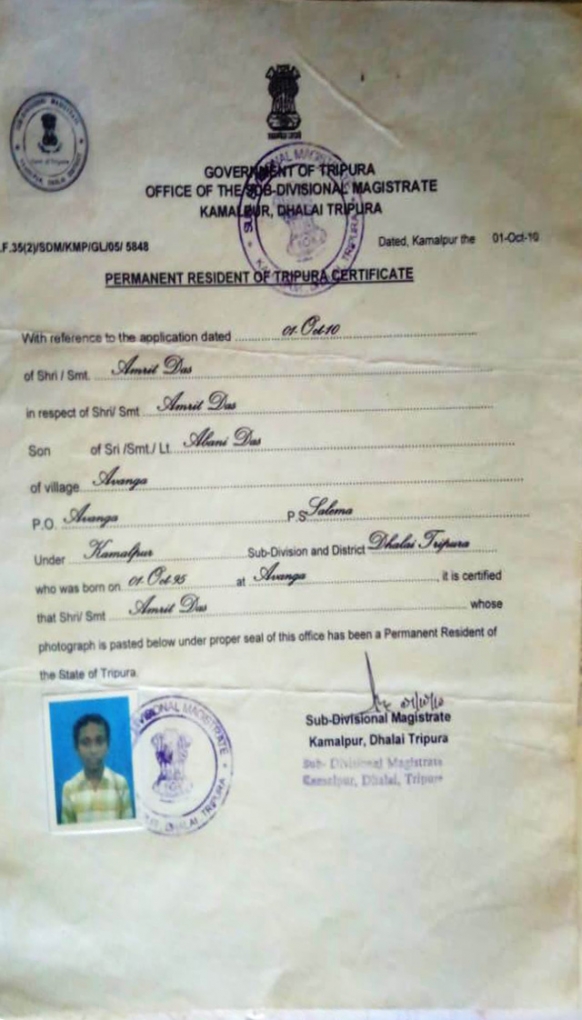 GOVERNMENT OF TRIPURA
OFFICE OF THE SUB-DIVISIONAL MAGISTRATE
KAMALPUR, DHALAI TRIPURA
.F.35(2)/SDM/KMP/GL/05/ 5848 Dated, Kamalpur the 01-Oct-10
PERMANENT RESIDENT OF TRIPURA CERTIFICATE
With reference to the application dated 01-Oct-10
of Shri / Smt. Amrit Das
in respect of Shri/ Smt Amrit Das
Son of Sri /Smt./ Lt. Abani Das
of village. Avanga
P.O. Avanga P.S Salema
Under Kamalpur Sub-Division and District Dhalai Tripura
who was born on 01-Oct-95 at Avanga, it is certified
that Shri/ Smt Amrit Das whose
photograph is pasted below under proper seal of this office has been a Permanent Resident of
the State of Tripura.
Sub-Divisional Magistrate
Kamalpur, Dhalai Tripura
Sub- Divisional Magistrate
Kamalpur, Dhalai, Tripura